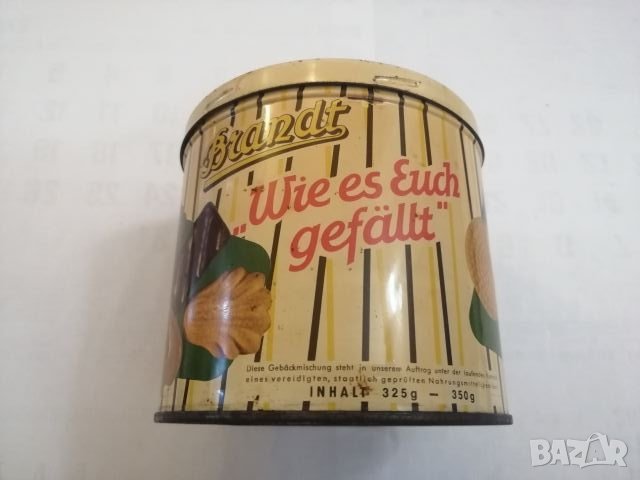 Brandt
"Wie es Euch
gefällt"
Diese Gebäckmischung steht in unserem Auftrag unter der laufenden
eines vereidigten, staatlich geprüften
INHALT 325g – 350g
BAZAR